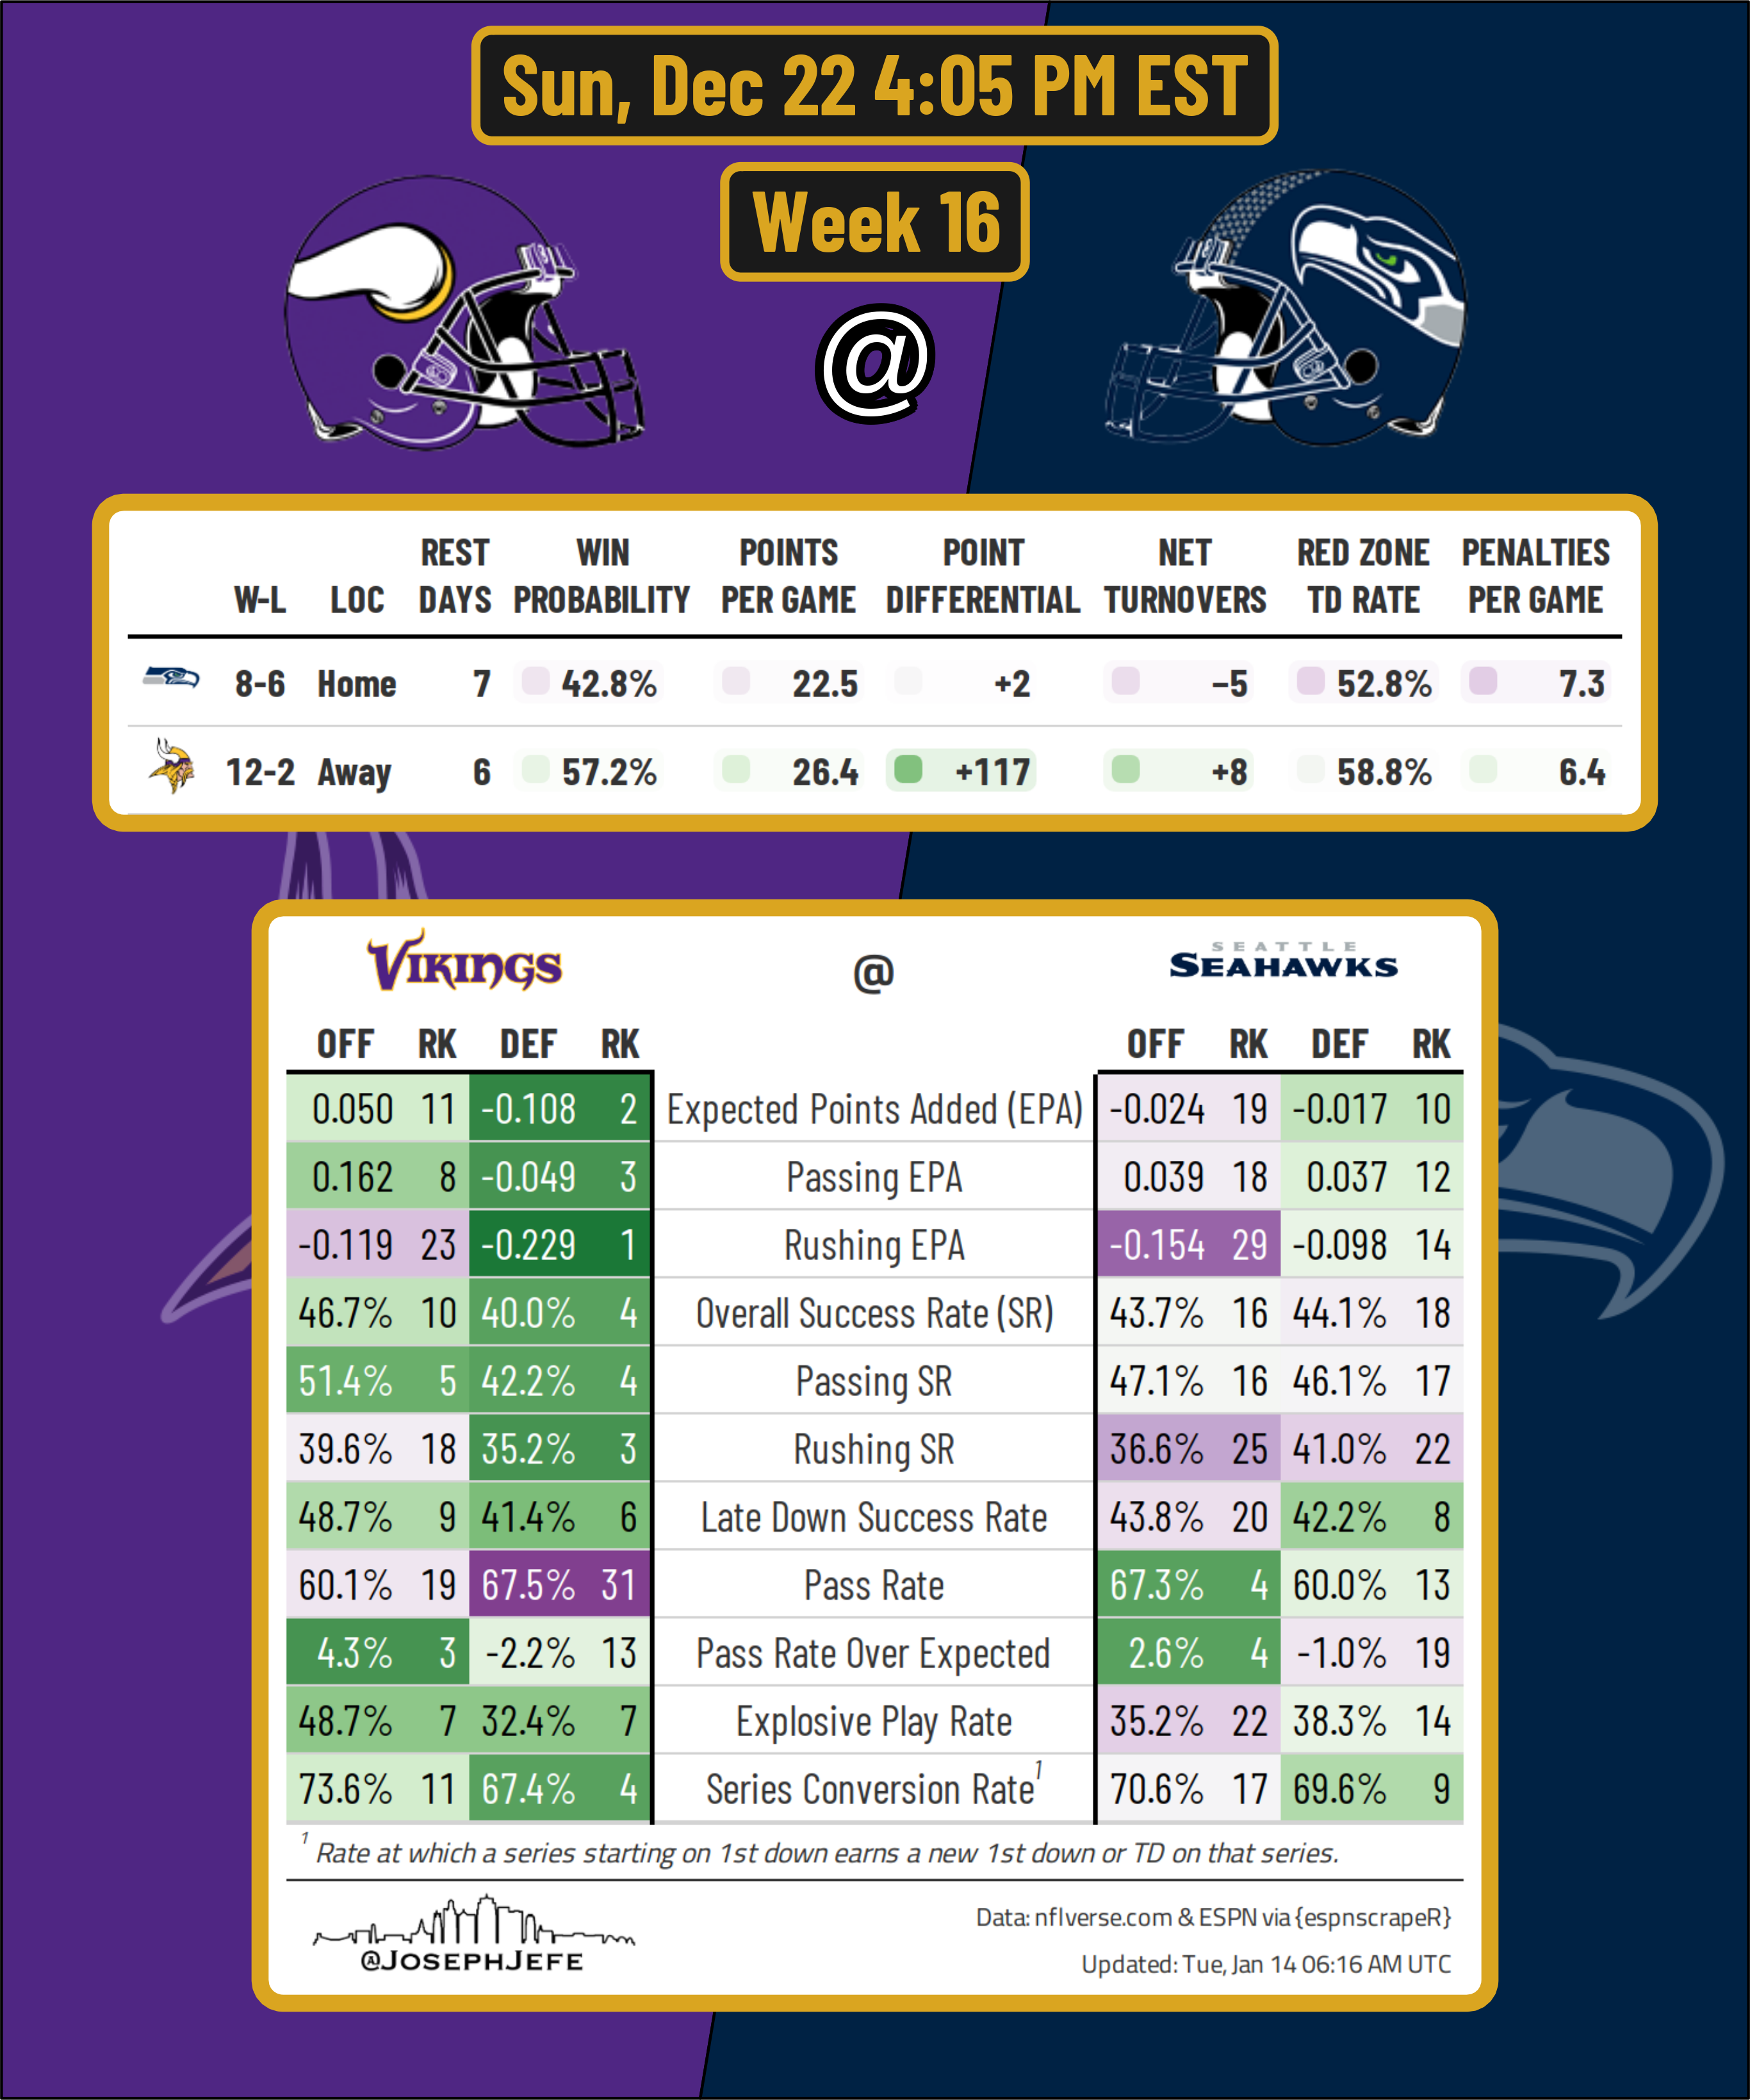 Sun, Dec 22 4:05 PM EST
Week 16
@
REST WIN POINTS POINT NET RED ZONE PENALTIES
W-L LOC DAYS PROBABILITY PER GAME DIFFERENTIAL TURNOVERS TD RATE PER GAME
8-6 Home 7 42.8% 22.5 +2 −5 52.8% 7.3
12-2 Away 6 57.2% 26.4 +117 +8 58.8% 6.4
VIKINGS @ SEATTLE SEAHAWKS
OFF RK DEF RK OFF RK DEF RK
0.050 11 -0.108 2 Expected Points Added (EPA) -0.024 19 -0.017 10
0.162 8 -0.049 3 Passing EPA 0.039 18 0.037 12
-0.119 23 -0.229 1 Rushing EPA -0.154 29 -0.098 14
46.7% 10 40.0% 4 Overall Success Rate (SR) 43.7% 16 44.1% 18
51.4% 5 42.2% 4 Passing SR 47.1% 16 46.1% 17
39.6% 18 35.2% 3 Rushing SR 36.6% 25 41.0% 22
48.7% 9 41.4% 6 Late Down Success Rate 43.8% 20 42.2% 8
60.1% 19 67.5% 31 Pass Rate 67.3% 4 60.0% 13
4.3% 3 -2.2% 13 Pass Rate Over Expected 2.6% 4 -1.0% 19
48.7% 7 32.4% 7 Explosive Play Rate 35.2% 22 38.3% 14
73.6% 11 67.4% 4 Series Conversion Rate1 70.6% 17 69.6% 9
1 Rate at which a series starting on 1st down earns a new 1st down or TD on that series.
@JOSEPHJEFE
Data: nflverse.com & ESPN via {espnscrapeR}
Updated: Tue, Jan 14 06:16 AM UTC